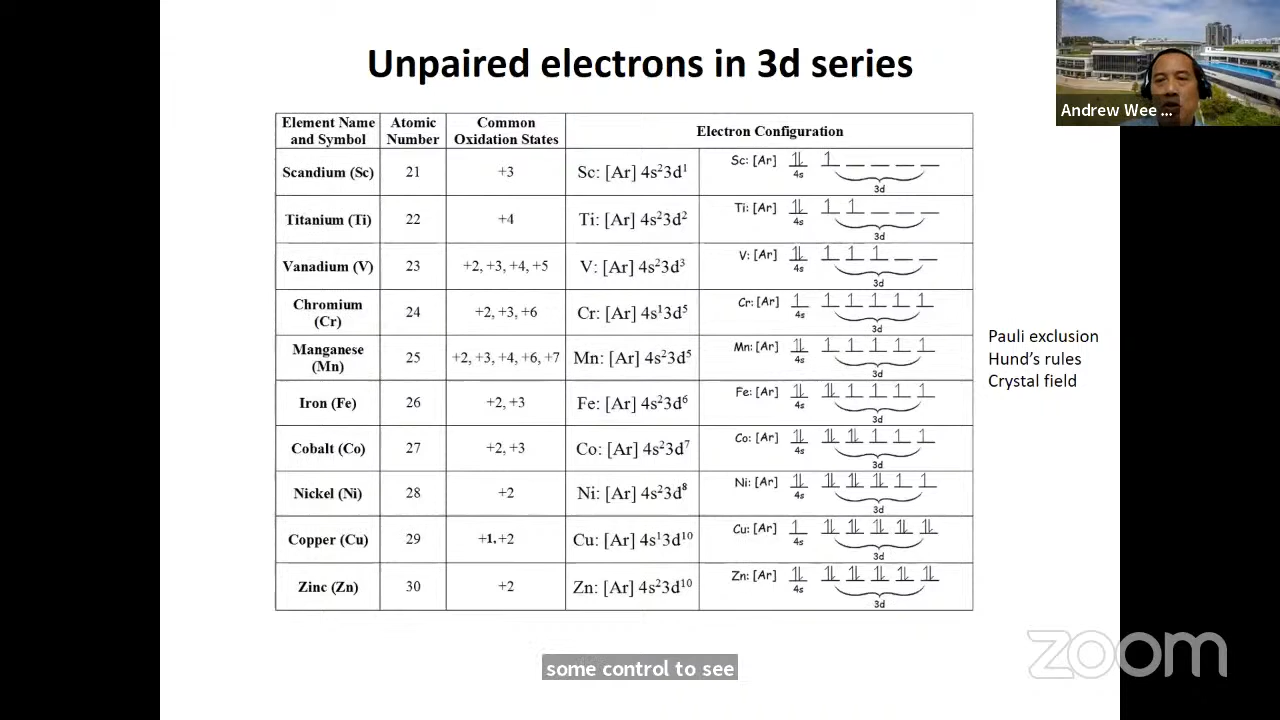 Unpaired electrons in 3d series
Andrew Wee ...
Element Name and Symbol | Atomic Number | Common Oxidation States | Electron Configuration
Scandium (Sc) | 21 | +3 | Sc: [Ar] 4s²3d¹ | Sc: [Ar] 4s 3d
Titanium (Ti) | 22 | +4 | Ti: [Ar] 4s²3d² | Ti: [Ar] 4s 3d
Vanadium (V) | 23 | +2, +3, +4, +5 | V: [Ar] 4s²3d³ | V: [Ar] 4s 3d
Chromium (Cr) | 24 | +2, +3, +6 | Cr: [Ar] 4s¹3d⁵ | Cr: [Ar] 4s 3d
Manganese (Mn) | 25 | +2, +3, +4, +6, +7 | Mn: [Ar] 4s²3d⁵ | Mn: [Ar] 4s 3d
Iron (Fe) | 26 | +2, +3 | Fe: [Ar] 4s²3d⁶ | Fe: [Ar] 4s 3d
Cobalt (Co) | 27 | +2, +3 | Co: [Ar] 4s²3d⁷ | Co: [Ar] 4s 3d
Nickel (Ni) | 28 | +2 | Ni: [Ar] 4s²3d⁸ | Ni: [Ar] 4s 3d
Copper (Cu) | 29 | +1, +2 | Cu: [Ar] 4s¹3d¹⁰ | Cu: [Ar] 4s 3d
Zinc (Zn) | 30 | +2 | Zn: [Ar] 4s²3d¹⁰ | Zn: [Ar] 4s 3d
Pauli exclusion
Hund's rules
Crystal field
some control to see
zoom